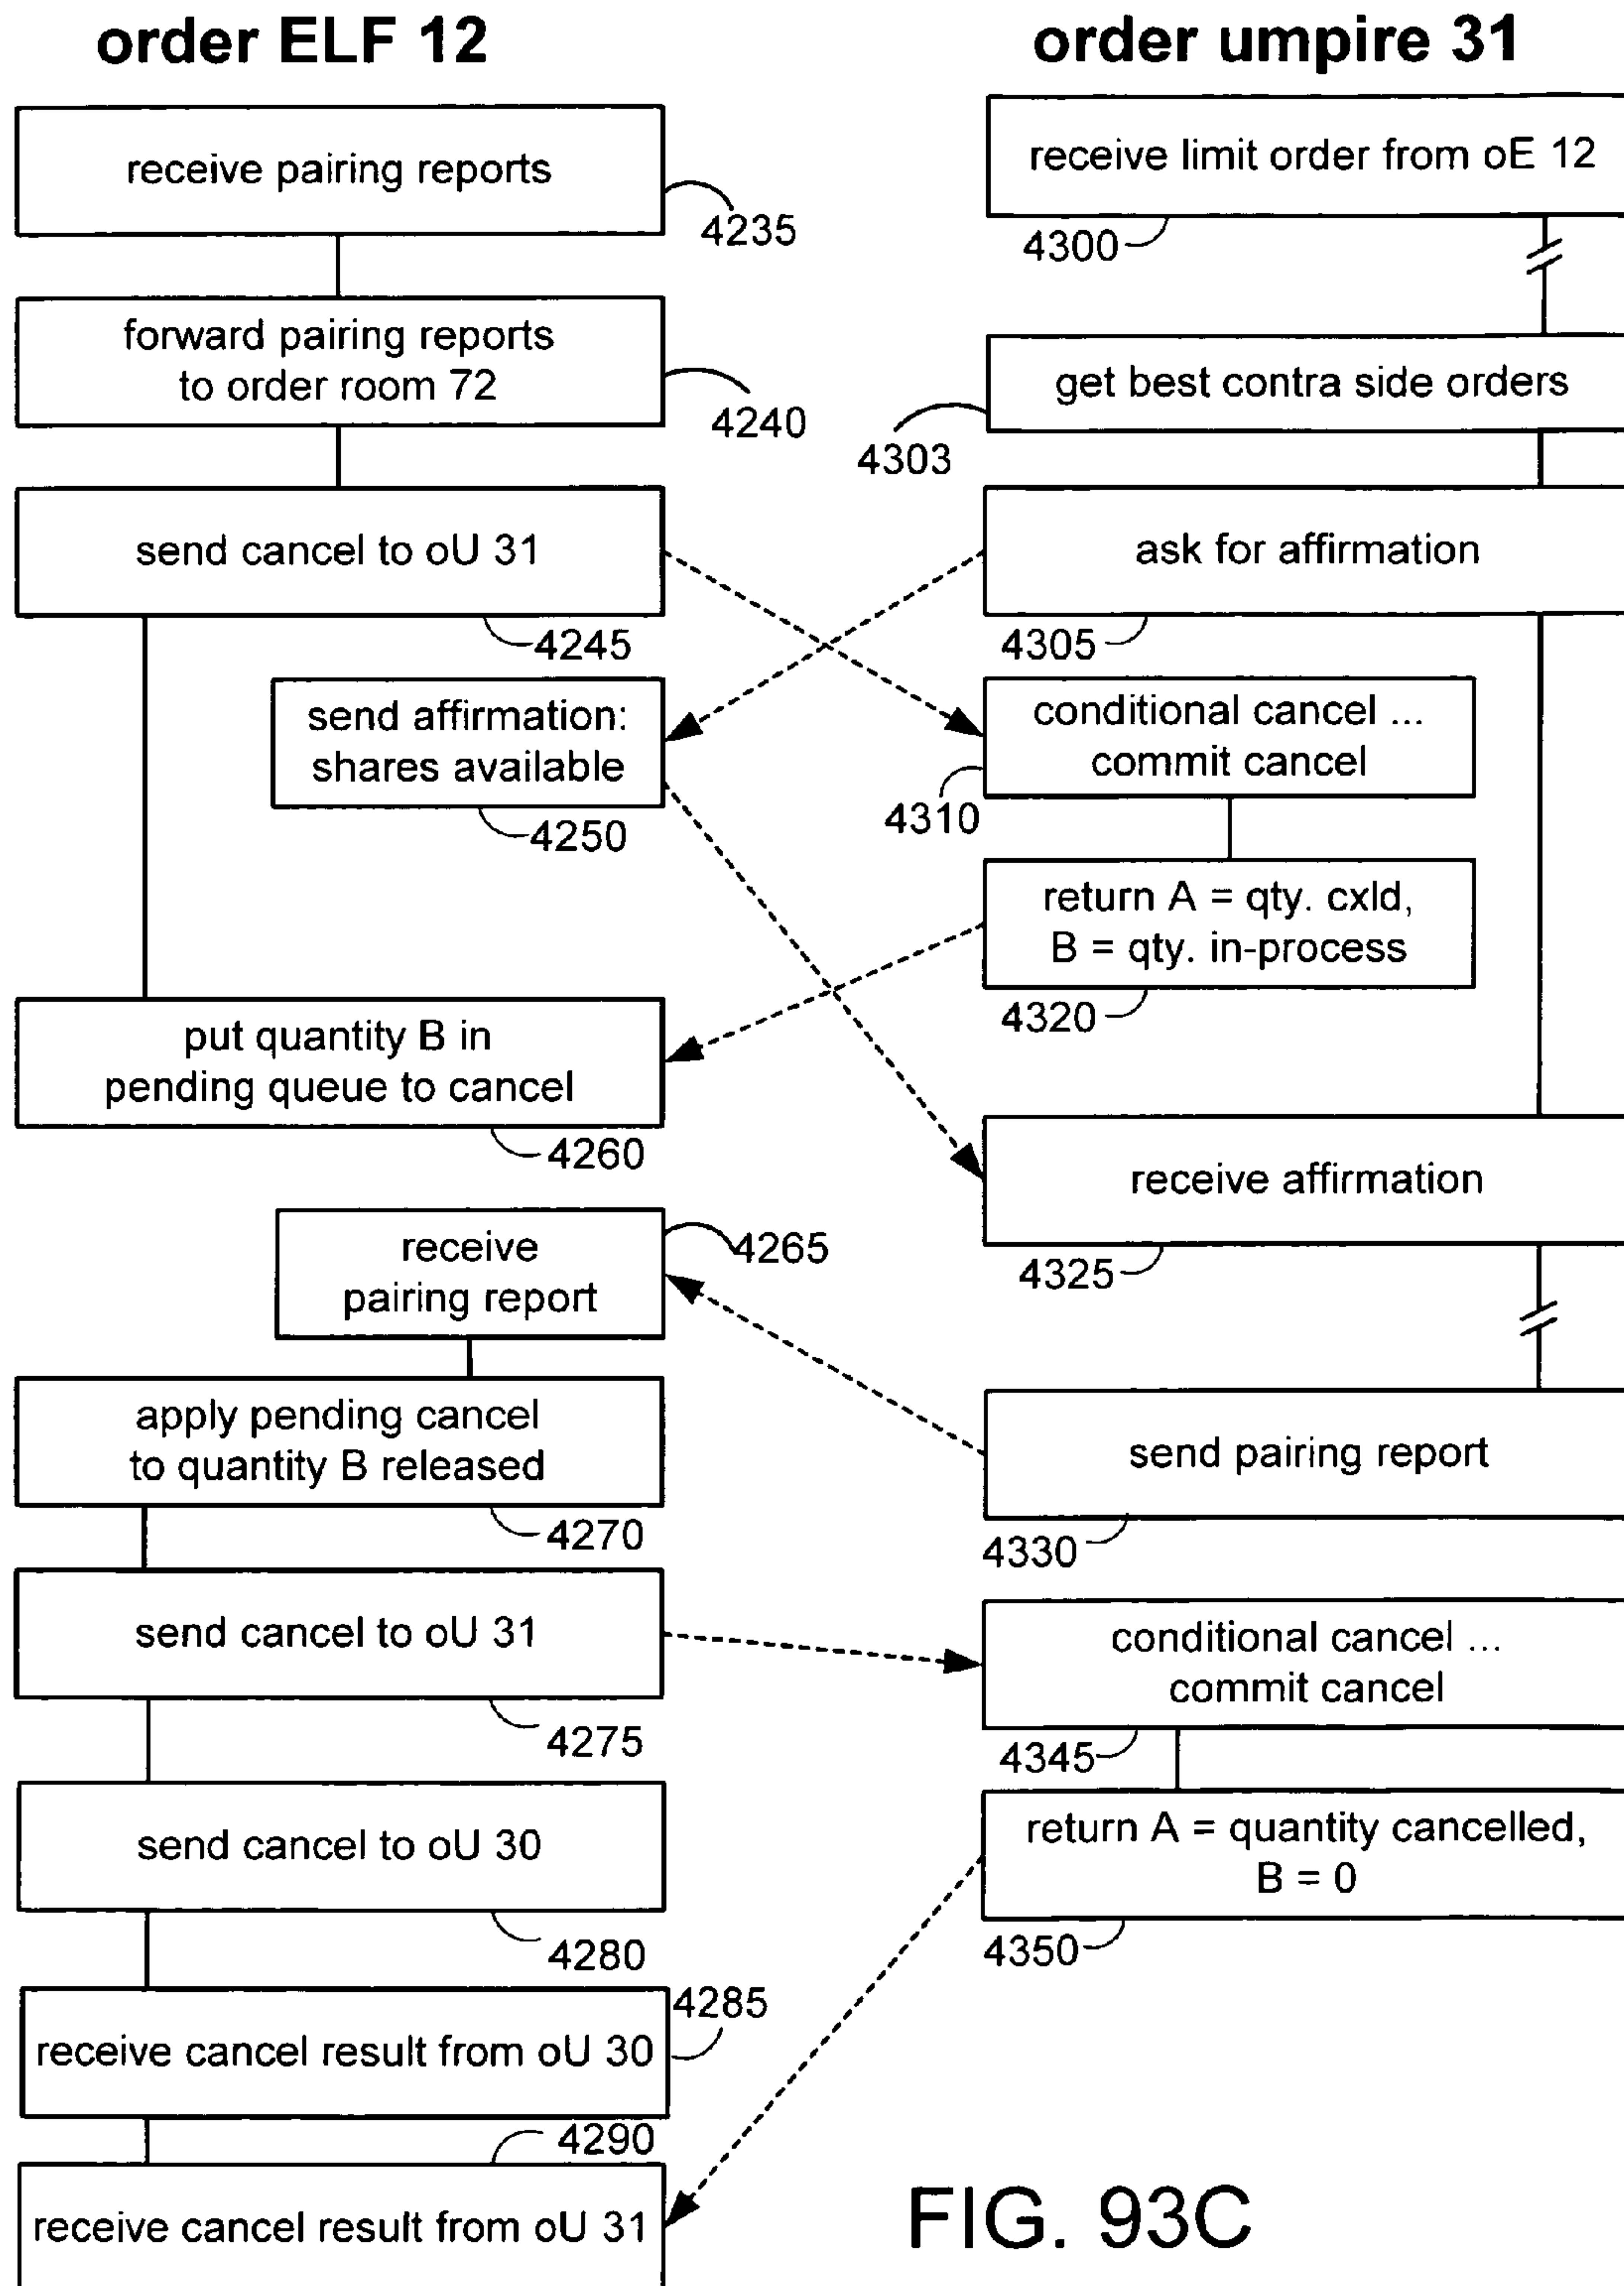 order ELF 12
order umpire 31
receive pairing reports
4235
receive limit order from oE 12
4300
forward pairing reports
to order room 72
4240
get best contra side orders
4303
send cancel to oU 31
4245
ask for affirmation
4305
send affirmation:
shares available
4250
conditional cancel ...
commit cancel
4310
return A = qty. cxld,
B = qty. in-process
4320
put quantity B in
pending queue to cancel
4260
receive affirmation
4325
receive
pairing report
4265
apply pending cancel
to quantity B released
4270
send pairing report
4330
send cancel to oU 31
4275
conditional cancel ...
commit cancel
4345
send cancel to oU 30
4280
return A = quantity cancelled,
B = 0
4350
receive cancel result from oU 30
4285
receive cancel result from oU 31
4290
FIG. 93C